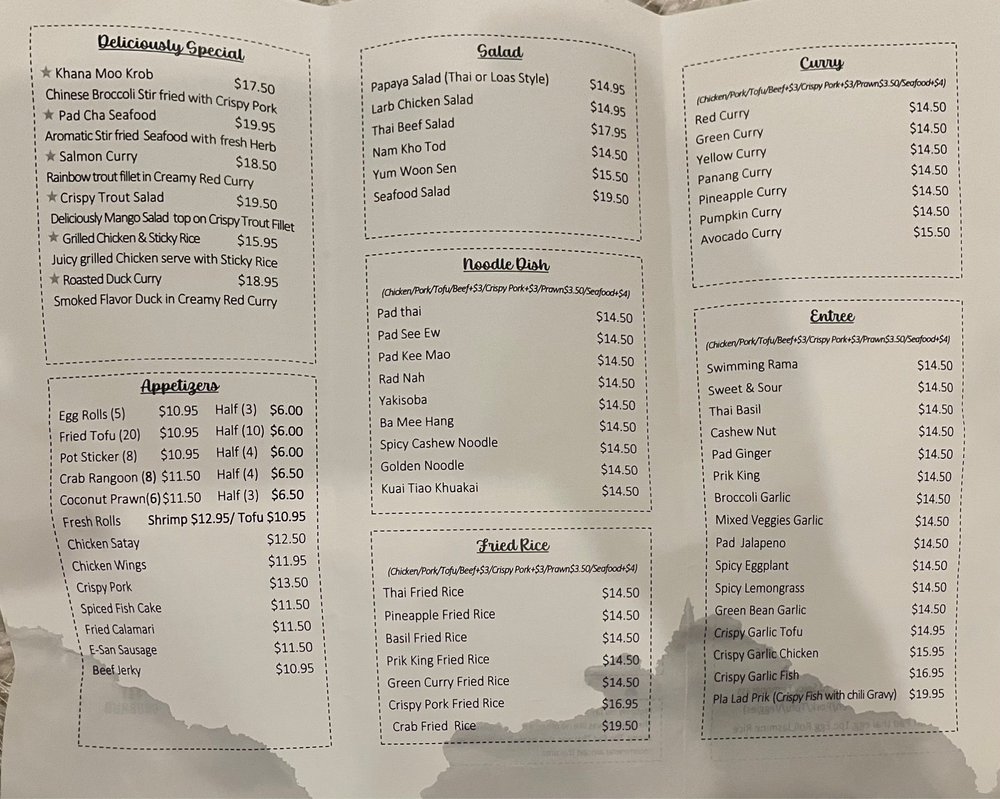 Deliciously Special
★ Khana Moo Krob $17.50
Chinese Broccoli Stir fried with Crispy Pork
★ Pad Cha Seafood $19.95
Aromatic Stir fried Seafood with fresh Herb
★ Salmon Curry $18.50
Rainbow trout fillet in Creamy Red Curry
★ Crispy Trout Salad $19.50
Deliciously Mango Salad top on Crispy Trout Fillet
★ Grilled Chicken & Sticky Rice $15.95
Juicy grilled Chicken serve with Sticky Rice
★ Roasted Duck Curry $18.95
Smoked Flavor Duck in Creamy Red Curry
Appetizers
Egg Rolls (5) $10.95 Half (3) $6.00
Fried Tofu (20) $10.95 Half (10) $6.00
Pot Sticker (8) $10.95 Half (4) $6.00
Crab Rangoon (8) $11.50 Half (4) $6.50
Coconut Prawn(6) $11.50 Half (3) $6.50
Fresh Rolls Shrimp $12.95/ Tofu $10.95
Chicken Satay $12.50
Chicken Wings $11.95
Crispy Pork $13.50
Spiced Fish Cake $11.50
Fried Calamari $11.50
E-San Sausage $11.50
Beef Jerky $10.95
Salad
Papaya Salad (Thai or Loas Style) $14.95
Larb Chicken Salad $14.95
Thai Beef Salad $17.95
Nam Kho Tod $14.50
Yum Woon Sen $15.50
Seafood Salad $19.50
Noodle Dish
(Chicken/Pork/Tofu/Beef+$3/Crispy Pork+$3/Prawn$3.50/Seafood+$4)
Pad thai $14.50
Pad See Ew $14.50
Pad Kee Mao $14.50
Rad Nah $14.50
Yakisoba $14.50
Ba Mee Hang $14.50
Spicy Cashew Noodle $14.50
Golden Noodle $14.50
Kuai Tiao Khuakai $14.50
Fried Rice
(Chicken/Pork/Tofu/Beef+$3/Crispy Pork+$3/Prawn$3.50/Seafood+$4)
Thai Fried Rice $14.50
Pineapple Fried Rice $14.50
Basil Fried Rice $14.50
Prik King Fried Rice $14.50
Green Curry Fried Rice $14.50
Crispy Pork Fried Rice $16.95
Crab Fried Rice $19.50
Curry
(Chicken/Pork/Tofu/Beef+$3/Crispy Pork+$3/Prawn$3.50/Seafood+$4)
Red Curry $14.50
Green Curry $14.50
Yellow Curry $14.50
Panang Curry $14.50
Pineapple Curry $14.50
Pumpkin Curry $14.50
Avocado Curry $15.50
Entree
(Chicken/Pork/Tofu/Beef+$3/Crispy Pork+$3/Prawn$3.50/Seafood+$4)
Swimming Rama $14.50
Sweet & Sour $14.50
Thai Basil $14.50
Cashew Nut $14.50
Pad Ginger $14.50
Prik King $14.50
Broccoli Garlic $14.50
Mixed Veggies Garlic $14.50
Pad Jalapeno $14.50
Spicy Eggplant $14.50
Spicy Lemongrass $14.50
Green Bean Garlic $14.50
Crispy Garlic Tofu $14.95
Crispy Garlic Chicken $15.95
Crispy Garlic Fish $16.95
Pla Lad Prik (Crispy Fish with chili Gravy) $19.95